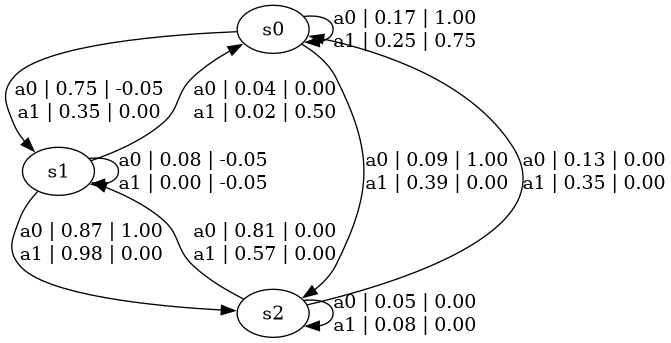 s0
a0 | 0.17 | 1.00
a1 | 0.25 | 0.75
a0 | 0.75 | -0.05
a1 | 0.35 | 0.00
a0 | 0.04 | 0.00
a1 | 0.02 | 0.50
s1
a0 | 0.08 | -0.05
a1 | 0.00 | -0.05
a0 | 0.09 | 1.00
a1 | 0.39 | 0.00
a0 | 0.13 | 0.00
a1 | 0.35 | 0.00
a0 | 0.87 | 1.00
a1 | 0.98 | 0.00
a0 | 0.81 | 0.00
a1 | 0.57 | 0.00
s2
a0 | 0.05 | 0.00
a1 | 0.08 | 0.00